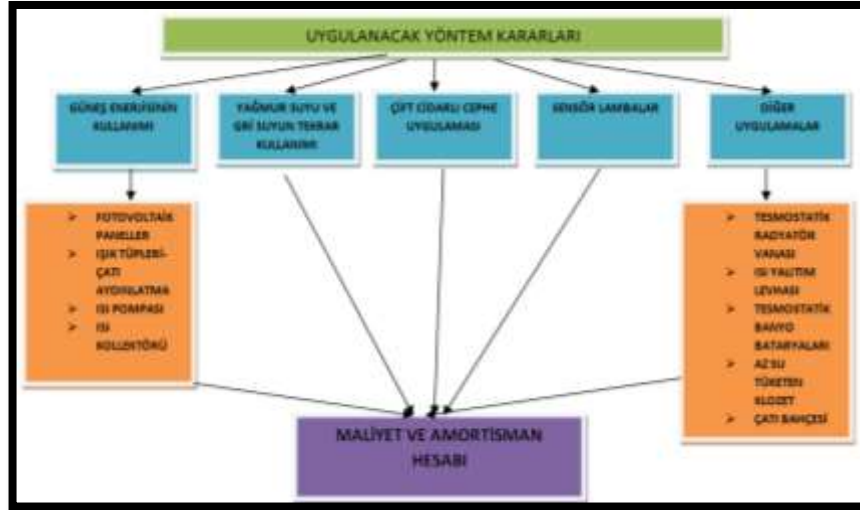 UYGULANACAK YÖNTEM KARARLARI
GÜNEŞ ENERJİSİNİN
KULLANIMI
YAĞMUR SUYU VE
GRİ SUYUN TEKRAR
KULLANIMI
ÇİFT CİDARLI CEPHE
UYGULAMASI
SENSÖR LAMBALAR
DİĞER
UYGULAMALAR
➢ FOTOVOLTAİK
PANELLER
➢ IŞIK TÜPLERİ-
ÇATI
AYDINLATMA
➢ ISI POMPASI
➢ ISI
KOLLEKTÖRÜ
➢ TESMOSTATİK
RADYATÖR
VANASI
➢ ISI YALITIM
LEVHASI
➢ TESMOSTATİK
BANYO
BATARYALARI
➢ AZ SU
TÜKETEN
KLOZET
➢ ÇATI BAHÇESİ
MALİYET VE AMORTİSMAN
HESABI